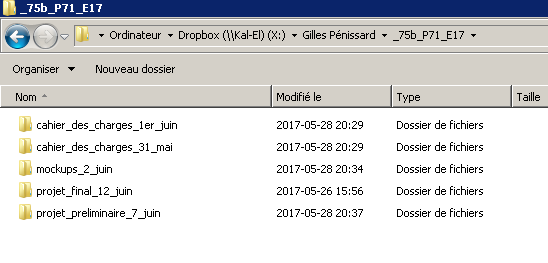 _75b_P71_E17
Ordinateur Dropbox (\\Kal-El) (X:) Gilles Pénissard _75b_P71_E17
Organiser Nouveau dossier
Nom Modifié le Type Taille
cahier_des_charges_1er_juin 2017-05-28 20:29 Dossier de fichiers
cahier_des_charges_31_mai 2017-05-28 20:29 Dossier de fichiers
mockups_2_juin 2017-05-28 20:34 Dossier de fichiers
projet_final_12_juin 2017-05-26 15:56 Dossier de fichiers
projet_preliminaire_7_juin 2017-05-28 20:37 Dossier de fichiers